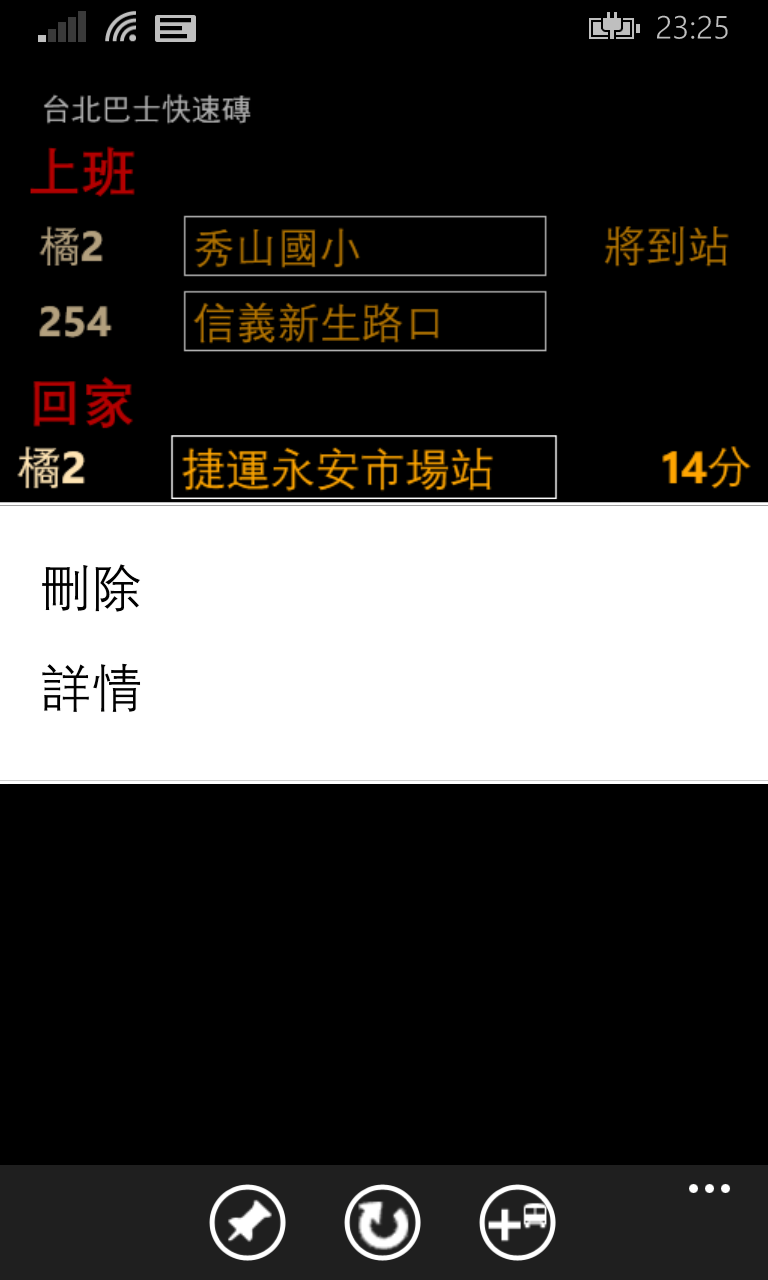 23:25
台北巴士快速磚
上班
橘2 秀山國小 將到站
254 信義新生路口
回家
橘2 捷運永安市場站 14分
刪除
詳情